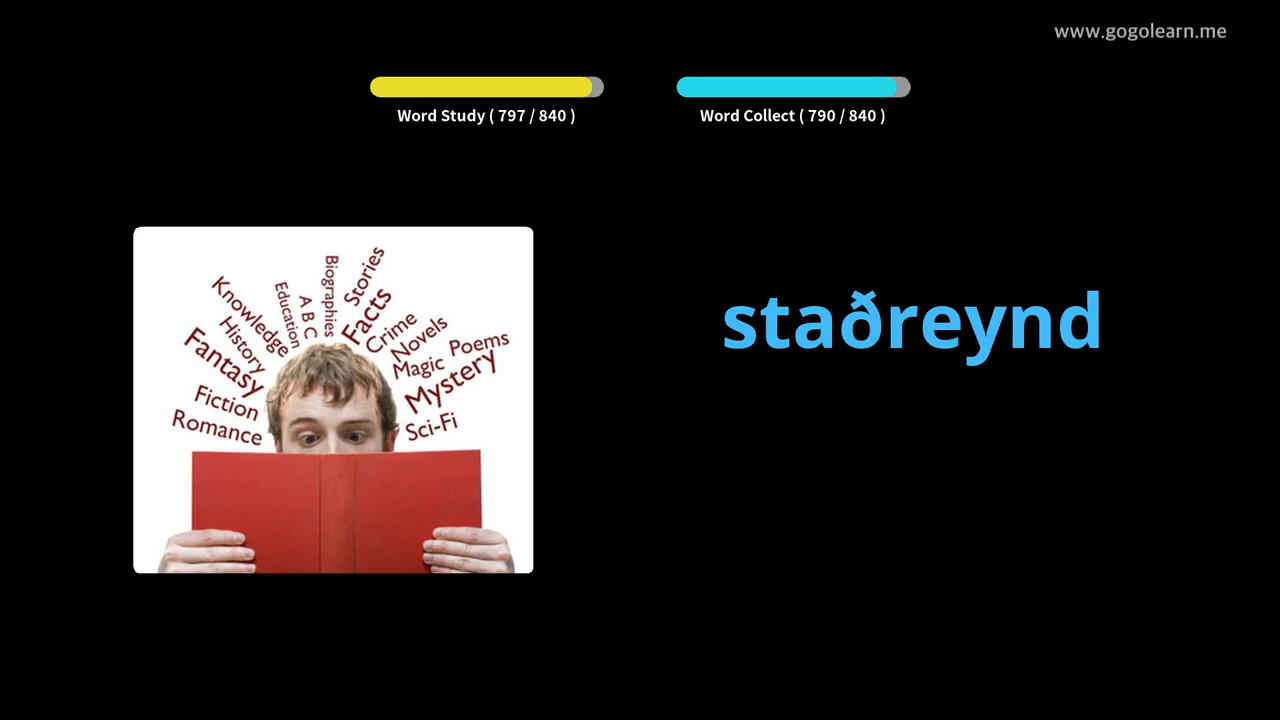 www.gogolearn.me
Word Study ( 797 / 840 )
Word Collect ( 790 / 840 )
staðreynd
Knowledge
History
Fantasy
Fiction
Romance
Education
A B C
Biographies
Stories
Facts
Crime
Novels
Magic
Poems
Mystery
Sci-Fi